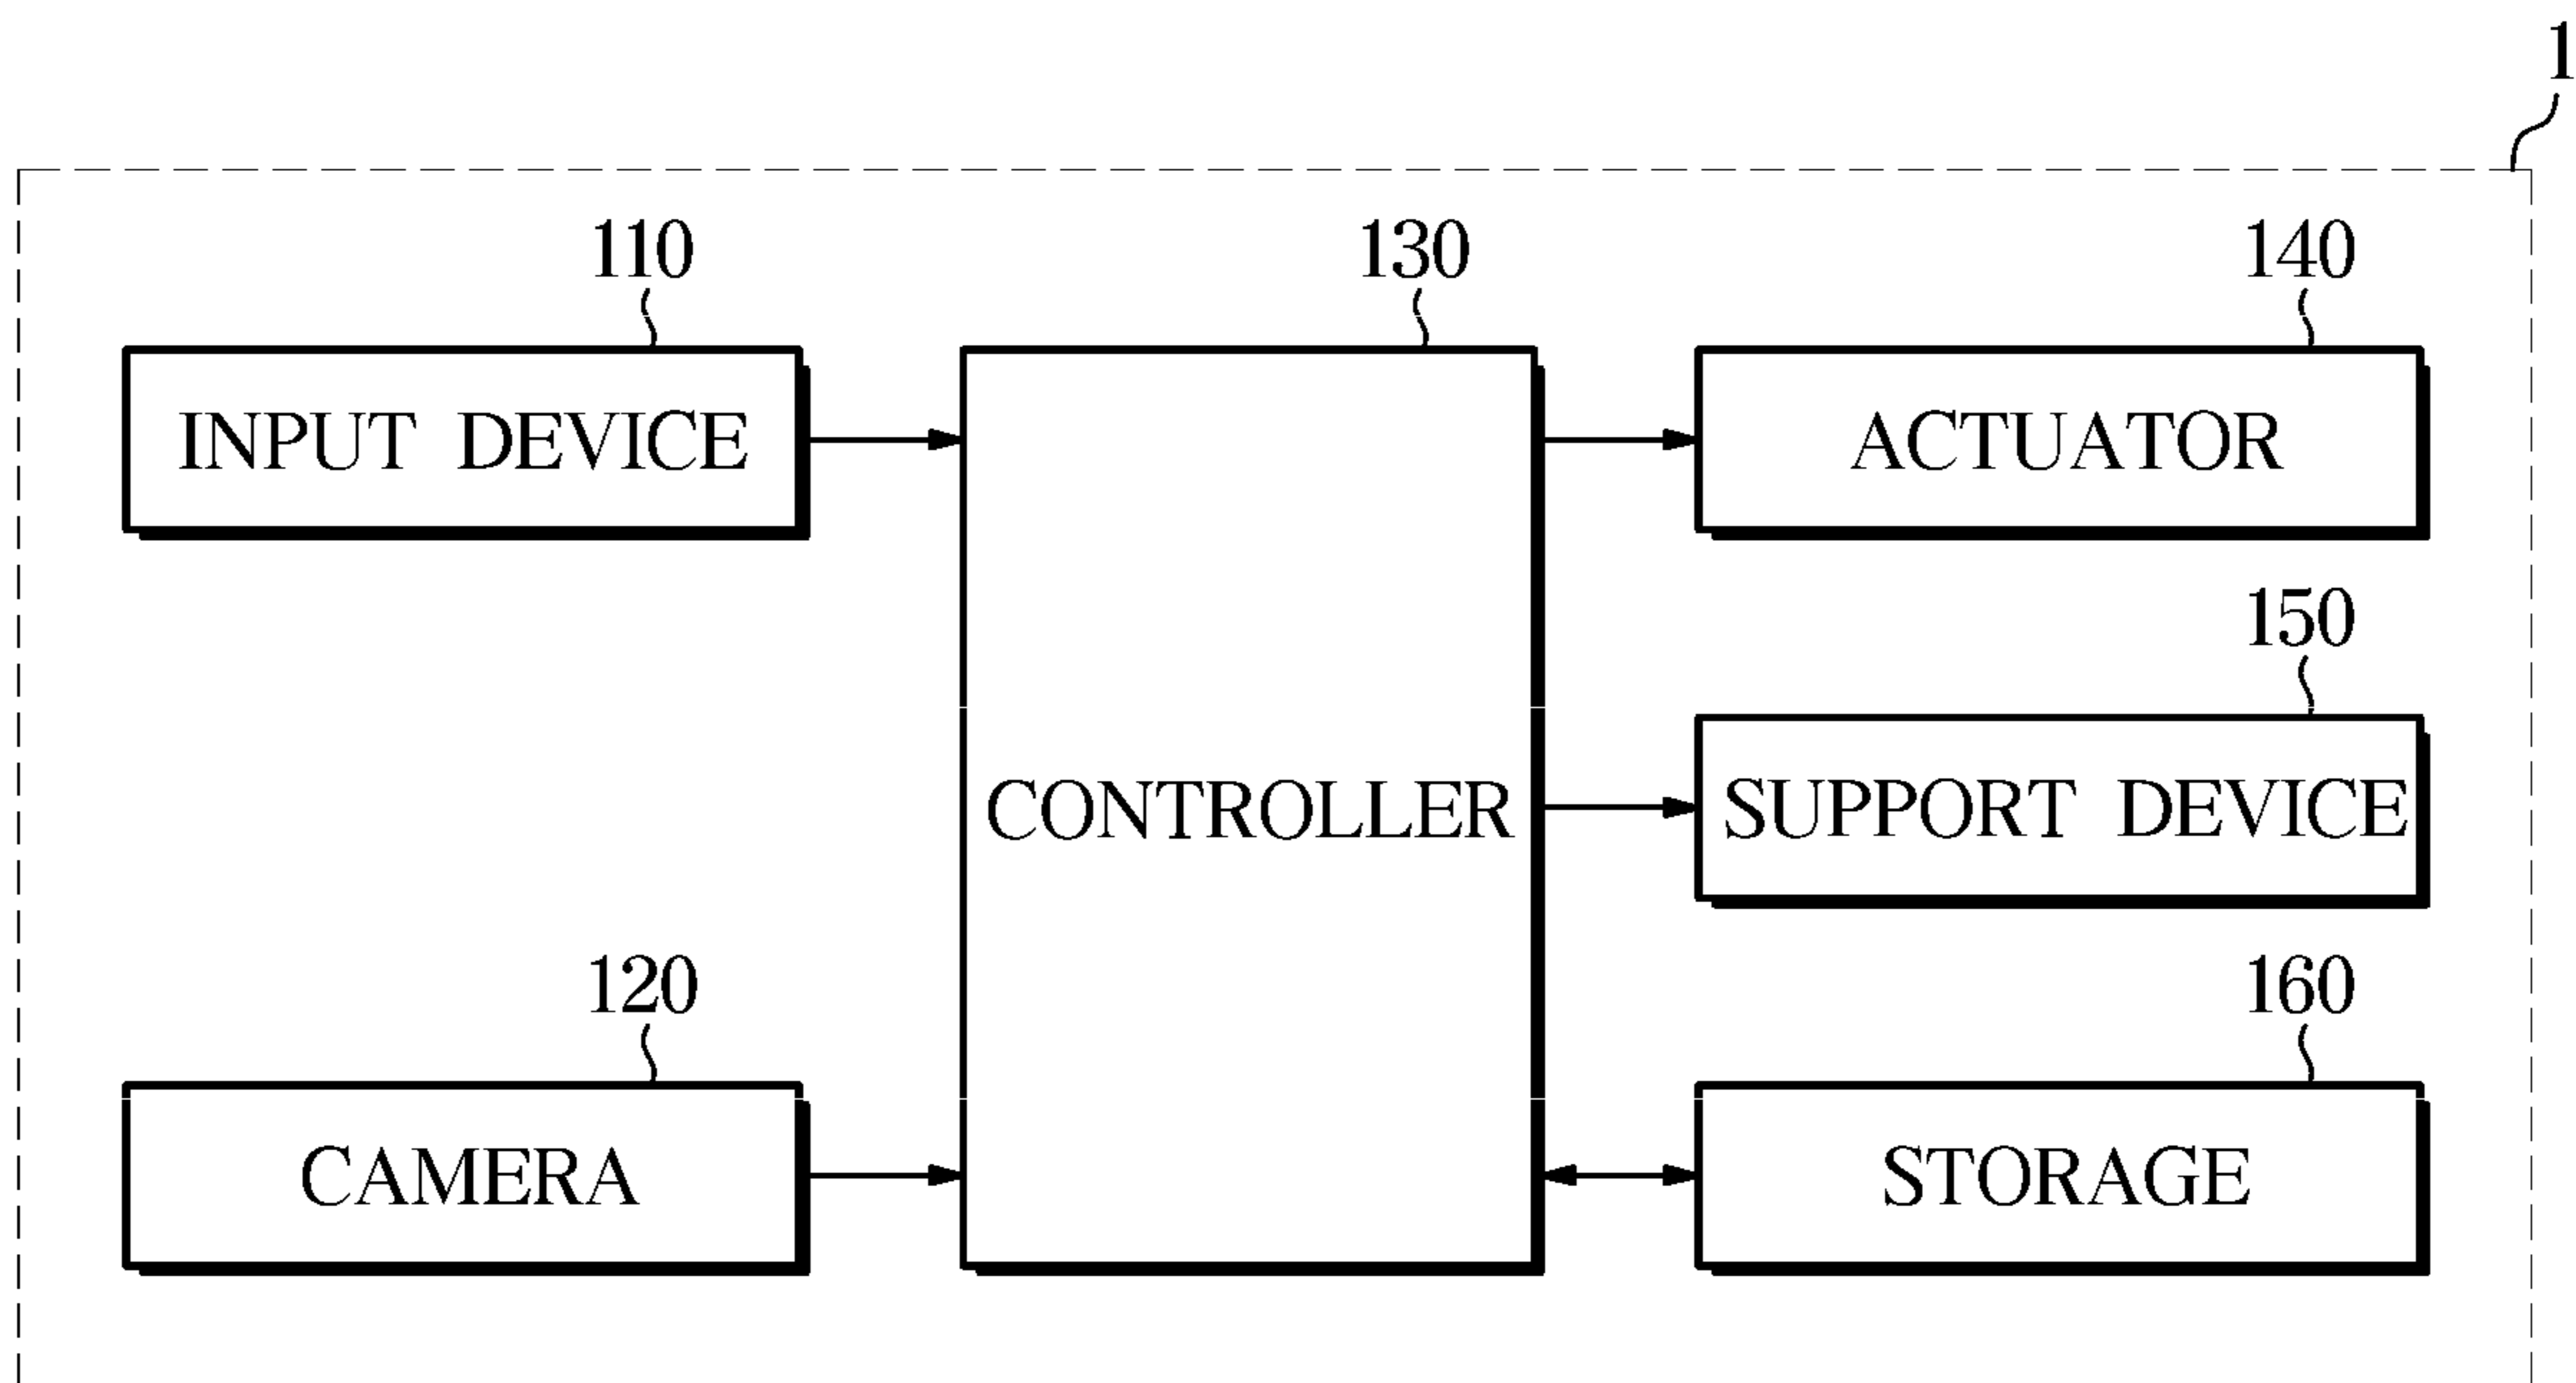 1
110
130
140
INPUT DEVICE
ACTUATOR
150
CONTROLLER
SUPPORT DEVICE
120
160
CAMERA
STORAGE